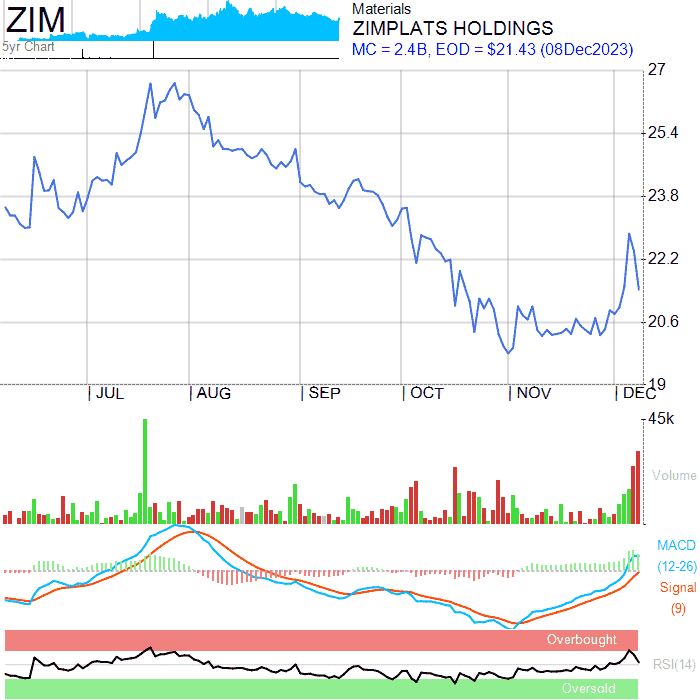 ZIM
5yr Chart
Materials
ZIMPLATS HOLDINGS
MC = 2.4B, EOD = $21.43 (08Dec2023)
27
25.4
23.8
22.2
20.6
19
JUL AUG SEP OCT NOV DEC
45k
Volume
MACD
(12-26)
Signal
(9)
Overbought
RSI(14)
Oversold